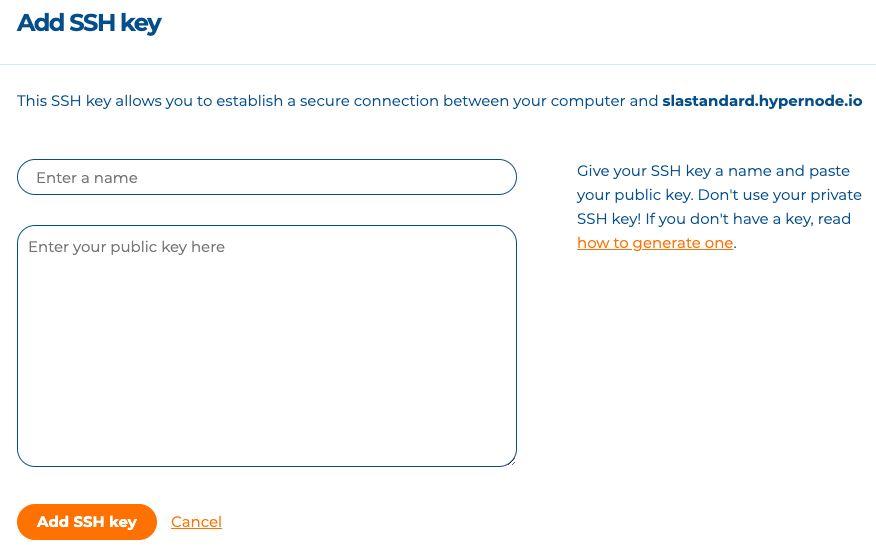 Add SSH key
This SSH key allows you to establish a secure connection between your computer and slastandard.hypernode.io
Enter a name
Enter your public key here
Give your SSH key a name and paste
your public key. Don't use your private
SSH key! If you don't have a key, read
how to generate one.
Add SSH key
Cancel